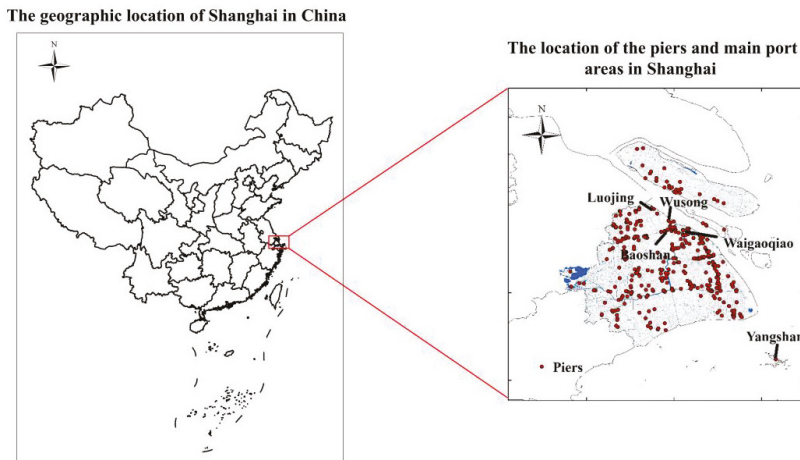 The geographic location of Shanghai in China
N
The location of the piers and main port
areas in Shanghai
N
Luojing
Wusong
Waigaoqiao
Baoshan
Yangshan
Piers